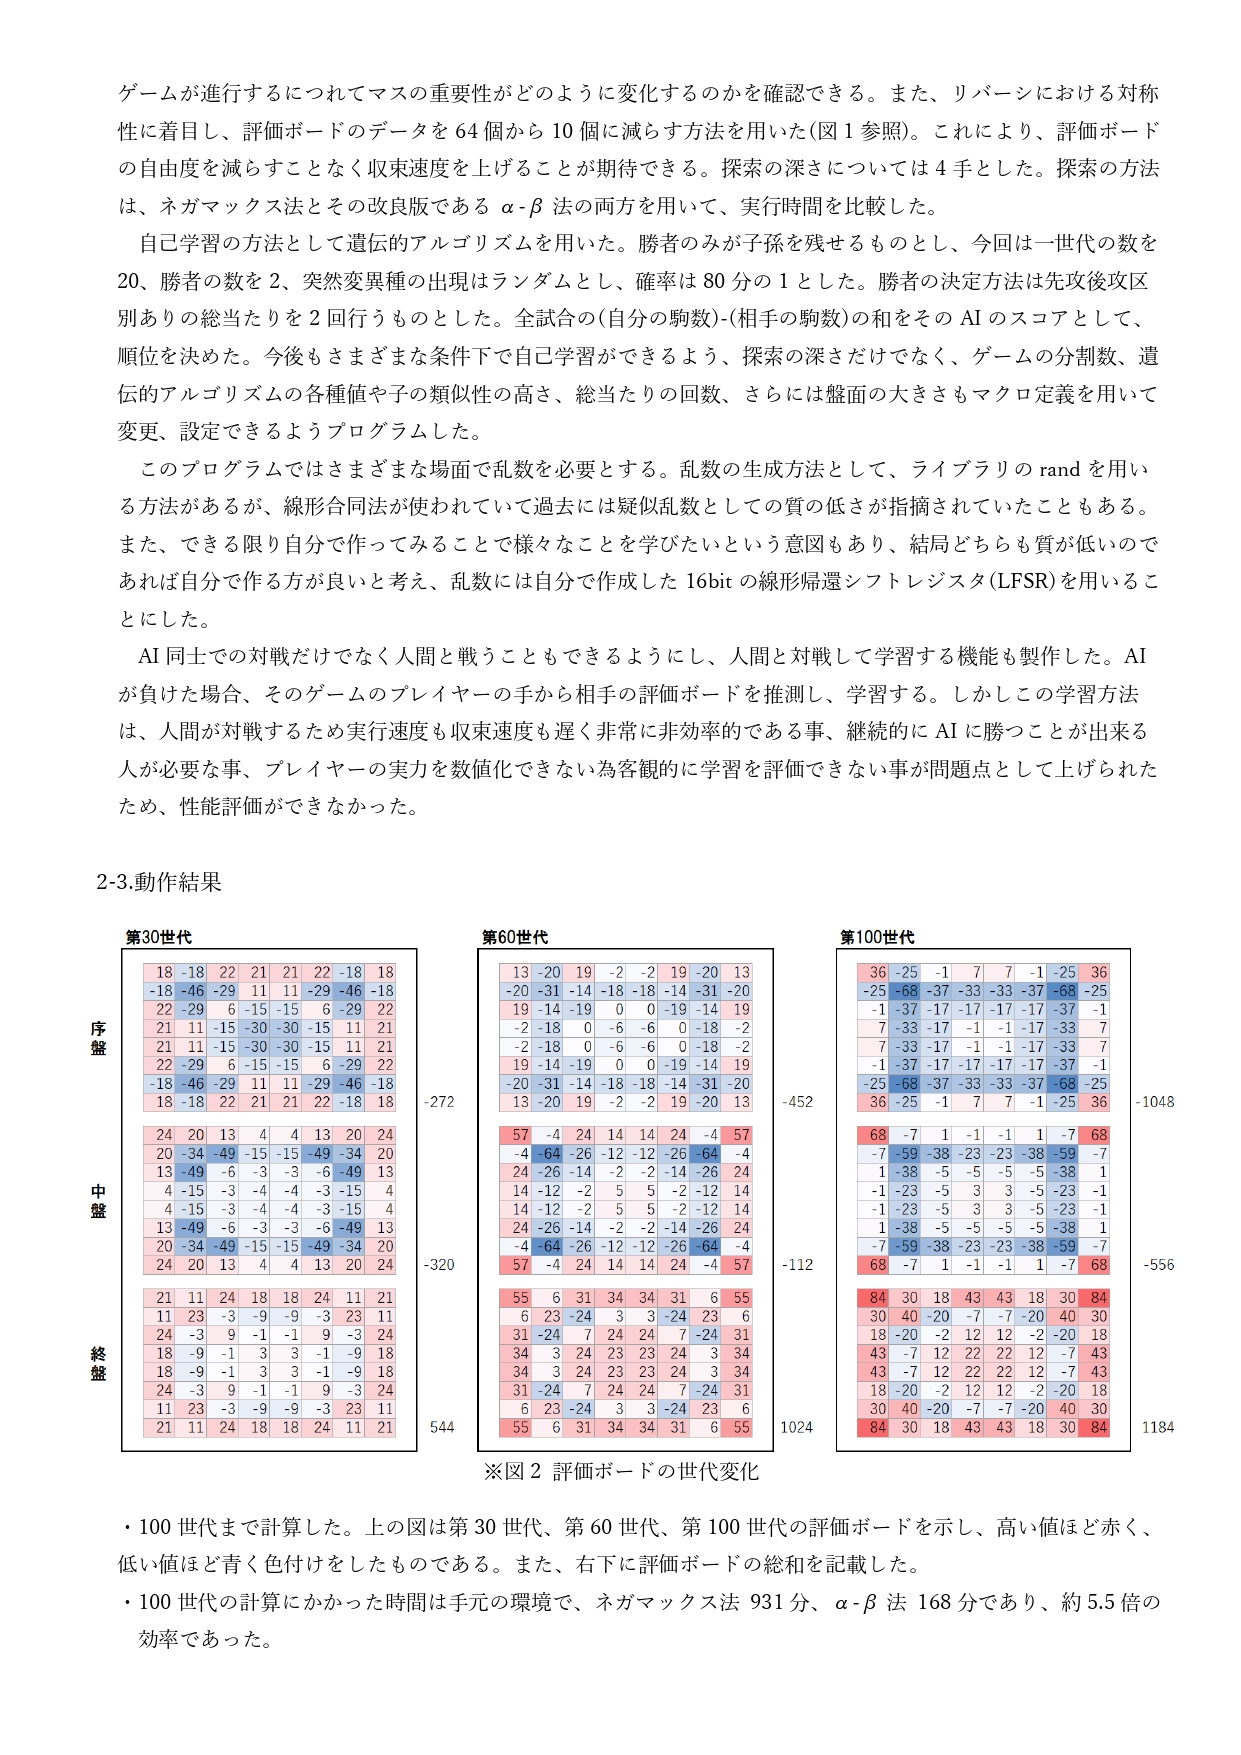 ゲームが進行するにつれてマスの重要性がどのように変化するのかを確認できる。また、リバーシにおける対称
性に着目し、評価ボードのデータを 64 個から 10 個に減らす方法を用いた(図 1 参照)。これにより、評価ボード
の自由度を減らすことなく収束速度を上げることが期待できる。探索の深さについては 4 手とした。探索の方法
は、ネガマックス法とその改良版である α-β 法の両方を用いて、実行時間を比較した。
自己学習の方法として遺伝的アルゴリズムを用いた。勝者のみが子孫を残せるものとし、今回は一世代の数を
20、勝者の数を 2、突然変異種の出現はランダムとし、確率は 80 分の 1 とした。勝者の決定方法は先攻後攻区
別ありの総当たりを 2 回行うものとした。全試合の(自分の駒数)-(相手の駒数)の和をその AI のスコアとして、
順位を決めた。今後もさまざまな条件下で自己学習ができるよう、探索の深さだけでなく、ゲームの分割数、遺
伝的アルゴリズムの各種値や子の類似性の高さ、総当たりの回数、さらには盤面の大きさもマクロ定義を用いて
変更、設定できるようプログラムした。
このプログラムではさまざまな場面で乱数を必要とする。乱数の生成方法として、ライブラリの rand を用い
る方法があるが、線形合同法が使われていて過去には疑似乱数としての質の低さが指摘されていたこともある。
また、できる限り自分で作ってみることで様々なことを学びたいという意図もあり、結局どちらも質が低いので
あれば自分で作る方が良いと考え、乱数には自分で作成した 16bit の線形帰還シフトレジスタ(LFSR)を用いるこ
とにした。
AI 同士での対戦だけでなく人間と戦うこともできるようにし、人間と対戦して学習する機能も製作した。AI
が負けた場合、そのゲームのプレイヤーの手から相手の評価ボードを推測し、学習する。しかしこの学習方法
は、人間が対戦するため実行速度も収束速度も遅く非常に非効率的である事、継続的に AI に勝つことが出来る
人が必要な事、プレイヤーの実力を数値化できない為客観的に学習を評価できない事が問題点として上げられた
ため、性能評価ができなかった。
2-3.動作結果
第30世代 第60世代 第100世代
序盤
18 -18 22 21 21 22 -18 18 13 -20 19 -2 -2 19 -20 13 36 -25 -1 7 7 -1 -25 36
-18 -46 -29 11 11 -29 -46 -18 -20 -31 -14 -18 -18 -14 -31 -20 -25 -68 -37 -33 -33 -37 -68 -25
22 -29 6 -15 -15 6 -29 22 19 -14 -19 0 0 -19 -14 19 -1 -37 -17 -17 -17 -17 -37 -1
21 11 -15 -30 -30 -15 11 21 -2 -18 0 -6 -6 0 -18 -2 7 -33 -17 -1 -1 -17 -33 7
21 11 -15 -30 -30 -15 11 21 -2 -18 0 -6 -6 0 -18 -2 7 -33 -17 -1 -1 -17 -33 7
22 -29 6 -15 -15 6 -29 22 19 -14 -19 0 0 -19 -14 19 -1 -37 -17 -17 -17 -17 -37 -1
-18 -46 -29 11 11 -29 -46 -18 -20 -31 -14 -18 -18 -14 -31 -20 -25 -68 -37 -33 -33 -37 -68 -25
18 -18 22 21 21 22 -18 18 -272 13 -20 19 -2 -2 19 -20 13 -452 36 -25 -1 7 7 -1 -25 36 -1048
中盤
24 20 13 4 4 13 20 24 57 -4 24 14 14 24 -4 57 68 -7 1 -1 -1 1 -7 68
20 -34 -49 -15 -15 -49 -34 20 -4 -64 -26 -12 -12 -26 -64 -4 -7 -59 -38 -23 -23 -38 -59 -7
13 -49 -6 -3 -3 -6 -49 13 24 -26 -14 -2 -2 -14 -26 24 1 -38 -5 -5 -5 -5 -38 1
4 -15 -3 -4 -4 -3 -15 4 14 -12 -2 5 5 -2 -12 14 -1 -23 -5 3 3 -5 -23 -1
4 -15 -3 -4 -4 -3 -15 4 14 -12 -2 5 5 -2 -12 14 -1 -23 -5 3 3 -5 -23 -1
13 -49 -6 -3 -3 -6 -49 13 24 -26 -14 -2 -2 -14 -26 24 1 -38 -5 -5 -5 -5 -38 1
20 -34 -49 -15 -15 -49 -34 20 -4 -64 -26 -12 -12 -26 -64 -4 -7 -59 -38 -23 -23 -38 -59 -7
24 20 13 4 4 13 20 24 -320 57 -4 24 14 14 24 -4 57 -112 68 -7 1 -1 -1 1 -7 68 -556
終盤
21 11 24 18 18 24 11 21 55 6 31 34 34 31 6 55 84 30 18 43 43 18 30 84
11 23 -3 -9 -9 -3 23 11 6 23 -24 3 3 -24 23 6 30 40 -20 -7 -7 -20 40 30
24 -3 9 -1 -1 9 -3 24 31 -24 7 24 24 7 -24 31 18 -20 -2 12 12 -2 -20 18
18 -9 -1 3 3 -1 -9 18 34 3 24 23 23 24 3 34 43 -7 12 22 22 12 -7 43
18 -9 -1 3 3 -1 -9 18 34 3 24 23 23 24 3 34 43 -7 12 22 22 12 -7 43
24 -3 9 -1 -1 9 -3 24 31 -24 7 24 24 7 -24 31 18 -20 -2 12 12 -2 -20 18
11 23 -3 -9 -9 -3 23 11 6 23 -24 3 3 -24 23 6 30 40 -20 -7 -7 -20 40 30
21 11 24 18 18 24 11 21 544 55 6 31 34 34 31 6 55 1024 84 30 18 43 43 18 30 84 1184
※図 2 評価ボードの世代変化
・100 世代まで計算した。上の図は第 30 世代、第 60 世代、第 100 世代の評価ボードを示し、高い値ほど赤く、
低い値ほど青く色付けをしたものである。また、右下に評価ボードの総和を記載した。
・100 世代の計算にかかった時間は手元の環境で、ネガマックス法 931 分、α-β 法 168 分であり、約 5.5 倍の
効率であった。